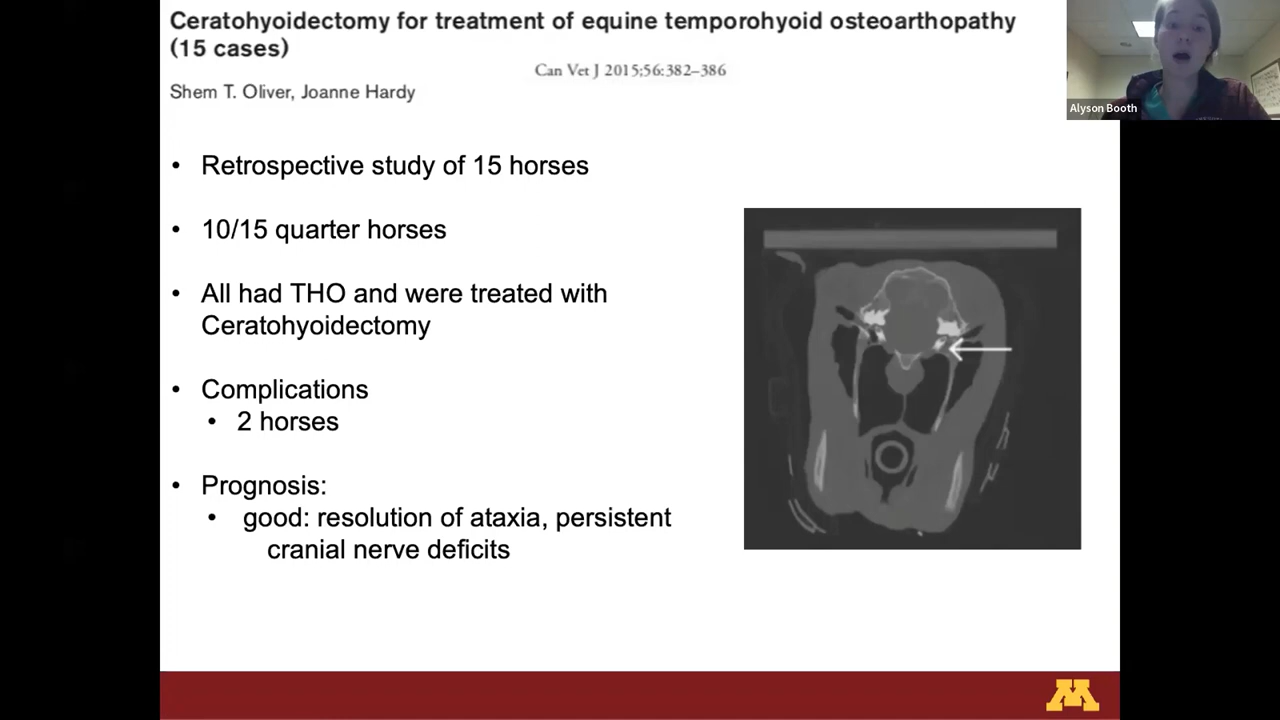 Ceratohyoidectomy for treatment of equine temporohyoid osteoarthopathy
(15 cases)
Can Vet J 2015;56:382–386
Shem T. Oliver, Joanne Hardy
Alyson Booth
• Retrospective study of 15 horses
• 10/15 quarter horses
• All had THO and were treated with
Ceratohyoidectomy
• Complications
• 2 horses
• Prognosis:
• good: resolution of ataxia, persistent
cranial nerve deficits
M